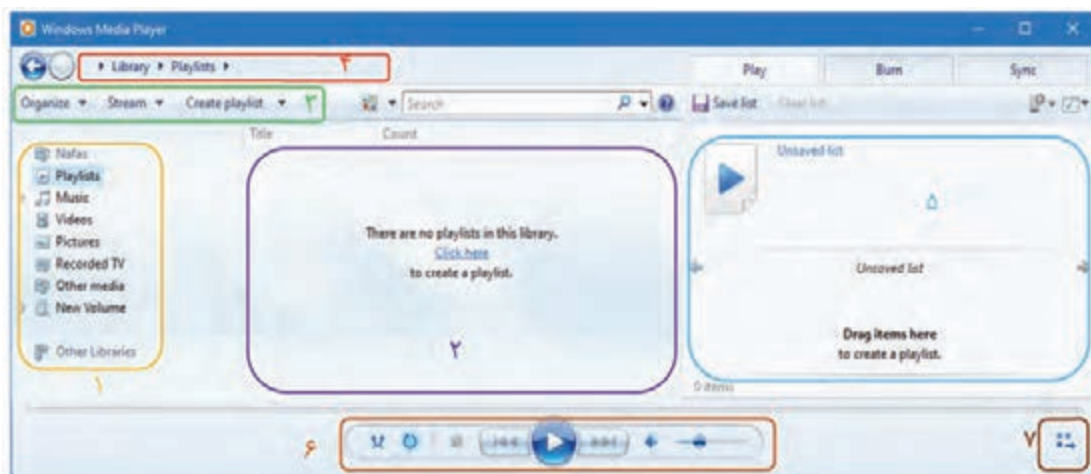 Windows Media Player
Library Playlists ۴
Play Burn Sync
Organize Stream Create playlist ۳ Search Save list Clear list
Title Count
Nafas
Playlists
Music
Videos
Pictures
Recorded TV
Other media
New Volume
Other Libraries
۱
There are no playlists in this library.
Click here
to create a playlist.
۲
Unsaved list
۵
Unsaved list
Drag items here
to create a playlist.
0 items
۶
۷